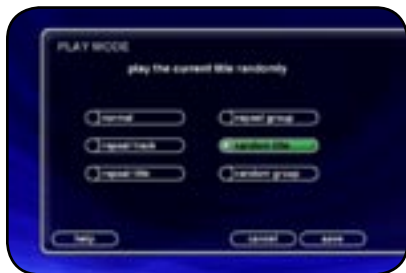 PLAY MODE
play the current title randomly
normal
repeat group
repeat track
random title
repeat title
random group
help
cancel
save